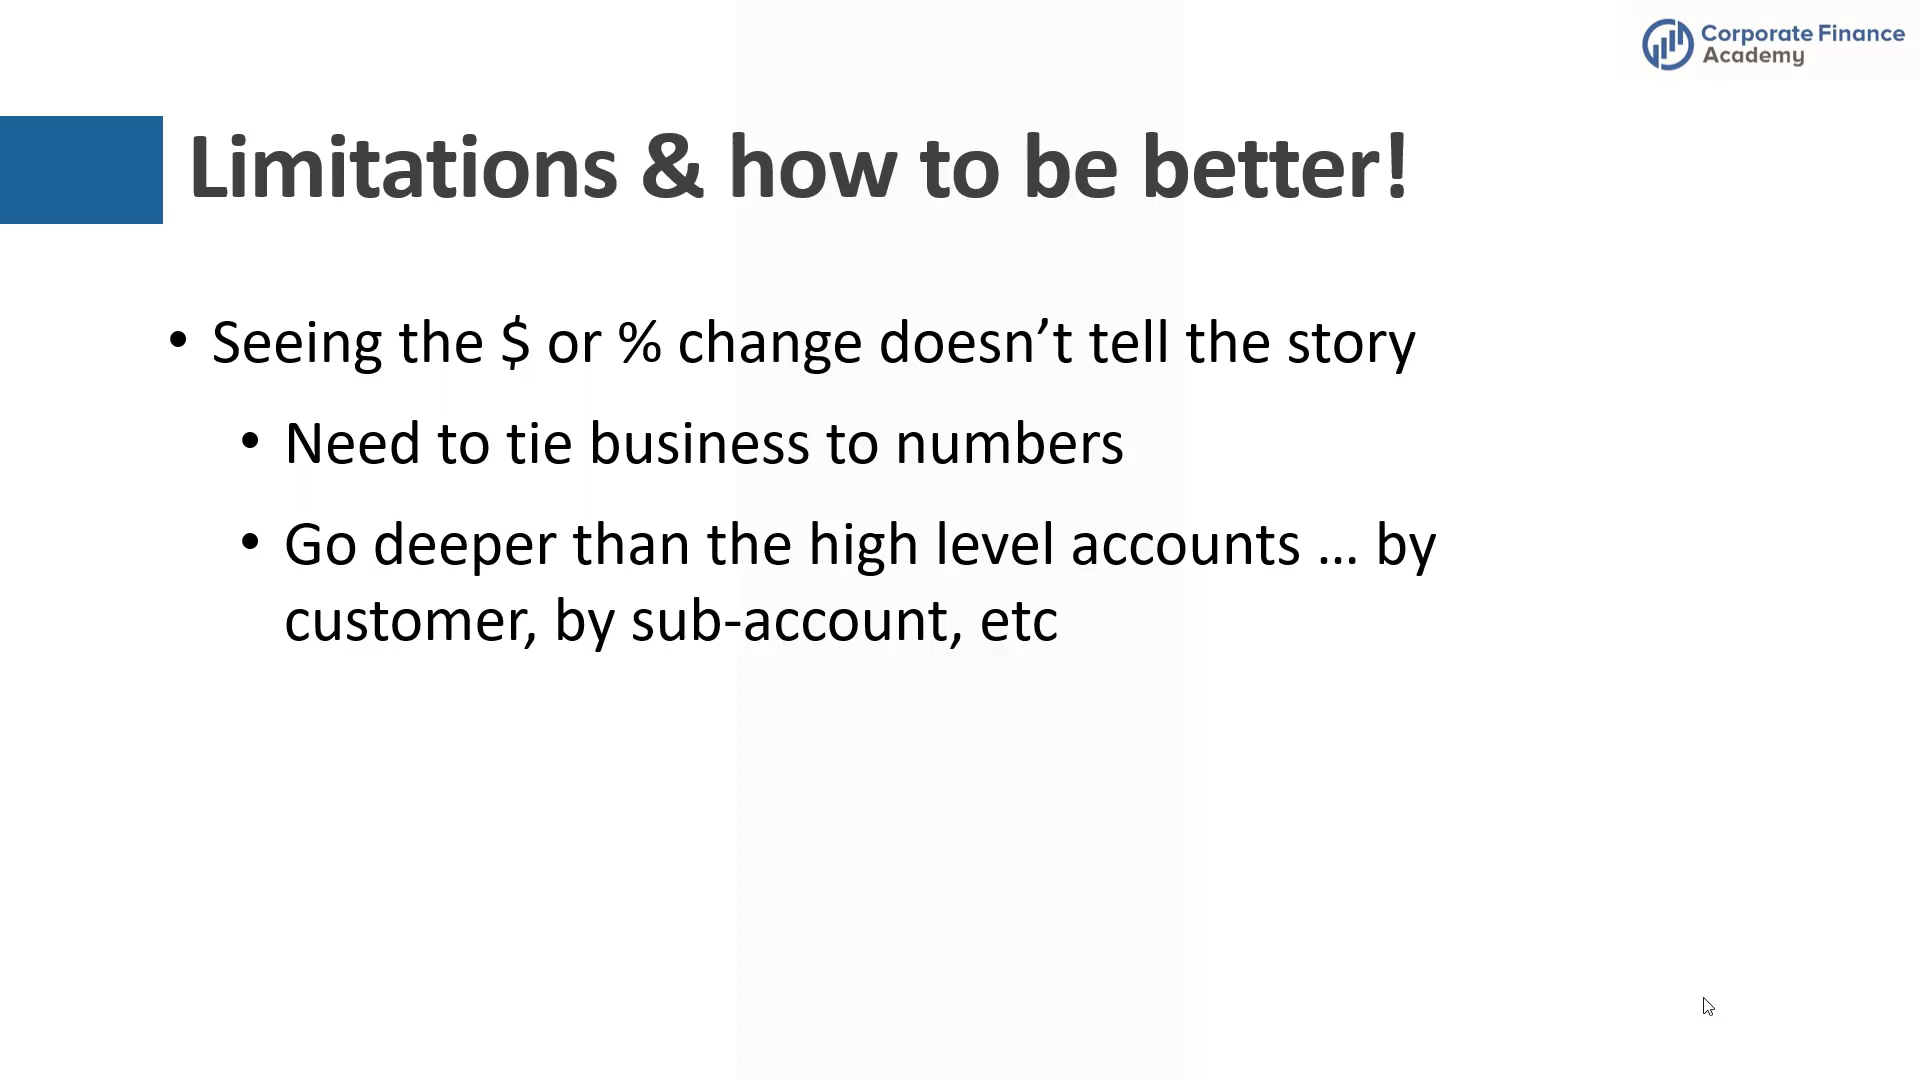 Corporate Finance
Academy
Limitations & how to be better!
• Seeing the $ or % change doesn’t tell the story
• Need to tie business to numbers
• Go deeper than the high level accounts … by
customer, by sub-account, etc